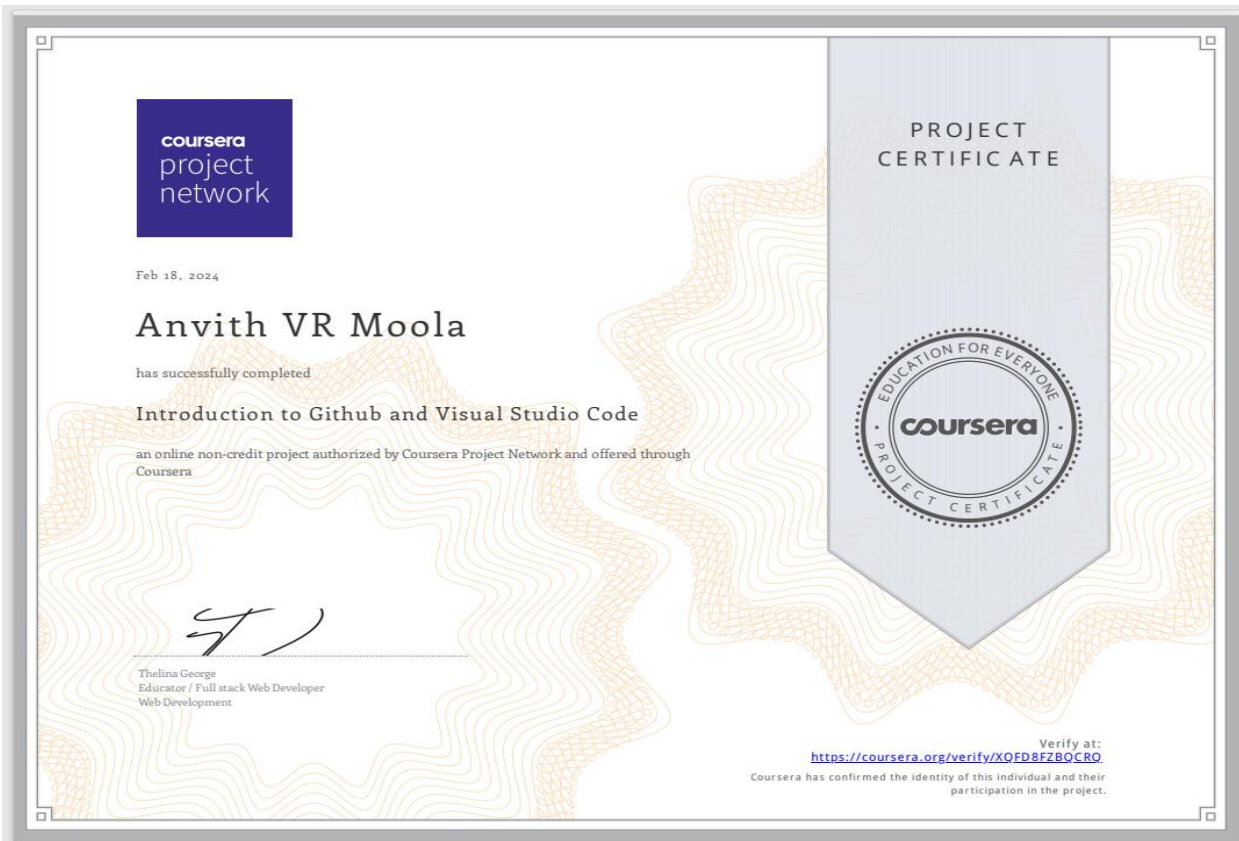 coursera
project
network
PROJECT
CERTIFICATE
Feb 18, 2024
Anvith VR Moola
has successfully completed
Introduction to Github and Visual Studio Code
an online non-credit project authorized by Coursera Project Network and offered through
Coursera
EDUCATION FOR EVERYONE
coursera
PROJECT CERTIFICATE
Thelina George
Educator / Full stack Web Developer
Web Development
Verify at:
https://coursera.org/verify/XQFD8FZBQCRQ
Coursera has confirmed the identity of this individual and their
participation in the project.